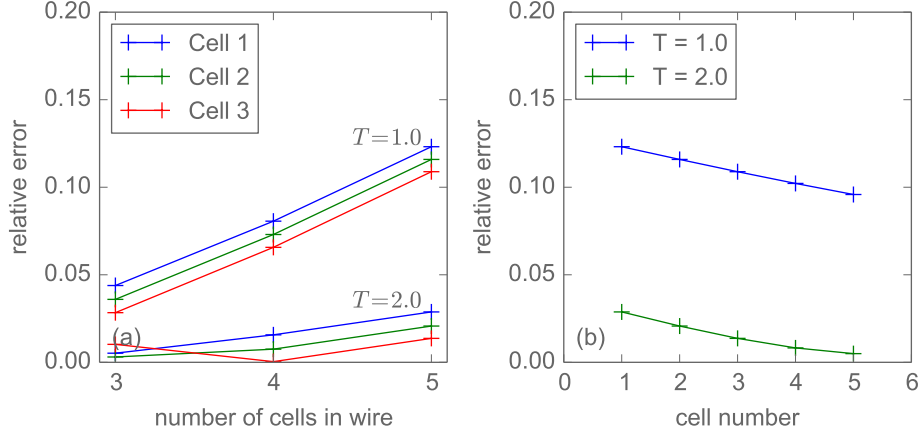 0.20
0.15
0.10
0.05
0.00
relative error
Cell 1
Cell 2
Cell 3
T=1.0
T=2.0
(a)
3
4
5
number of cells in wire
0.20
0.15
0.10
0.05
0.00
relative error
T = 1.0
T = 2.0
(b)
0
1
2
3
4
5
6
cell number